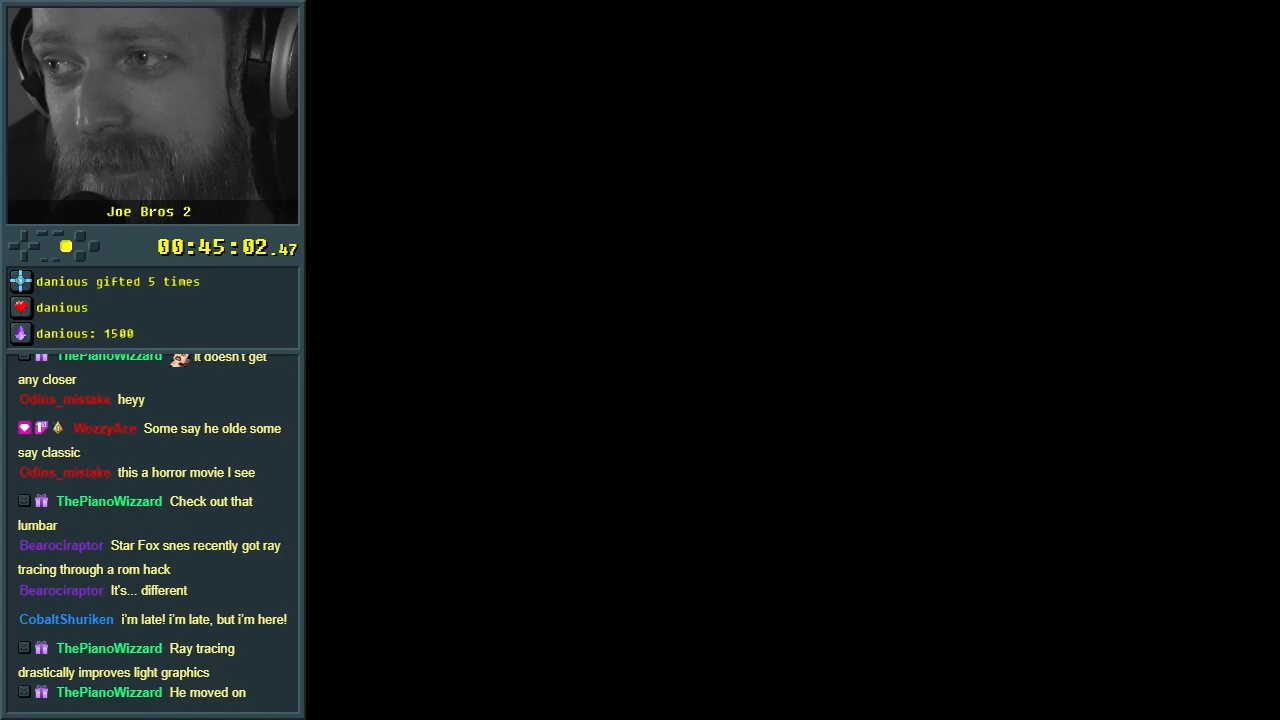 Joe Bros 2
00:45:02.47
danious gifted 5 times
danious
danious: 1500
ThePianoWizzard it doesn't get
any closer
Odins_mistake heyy
WozzyAce Some say he olde some
say classic
Odins_mistake this a horror movie I see
ThePianoWizzard Check out that
lumbar
Bearociraptor Star Fox snes recently got ray
tracing through a rom hack
Bearociraptor It's... different
CobaltShuriken i'm late! i'm late, but i'm here!
ThePianoWizzard Ray tracing
drastically improves light graphics
ThePianoWizzard He moved on